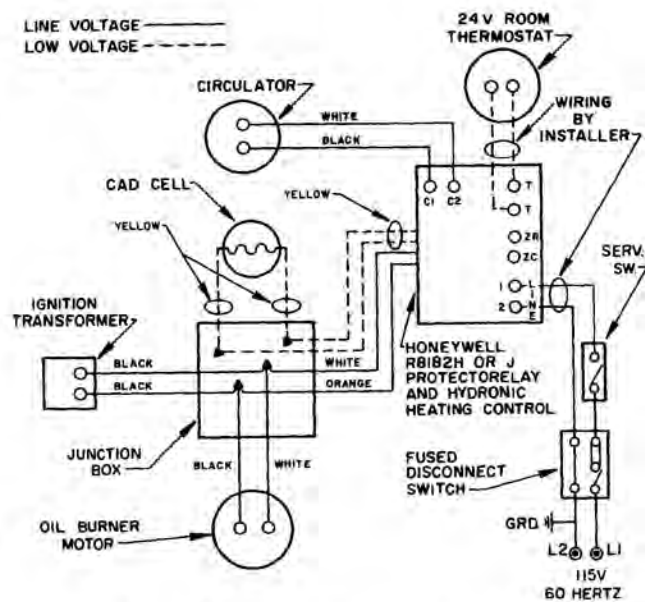 LINE VOLTAGE
LOW VOLTAGE
24V ROOM
THERMOSTAT
CIRCULATOR
WHITE
BLACK
WIRING
BY
INSTALLER
CAD CELL
YELLOW
YELLOW
C1 C2
T
T
ZR
ZC
1 L
I
N
2 E
SERV.
SW.
IGNITION
TRANSFORMER
BLACK
BLACK
WHITE
ORANGE
HONEYWELL
R8182H OR J
PROTECTORELAY
AND HYDRONIC
HEATING CONTROL
JUNCTION
BOX
BLACK
WHITE
FUSED
DISCONNECT
SWITCH
OIL BURNER
MOTOR
GRD.
L2 L1
115V
60 HERTZ